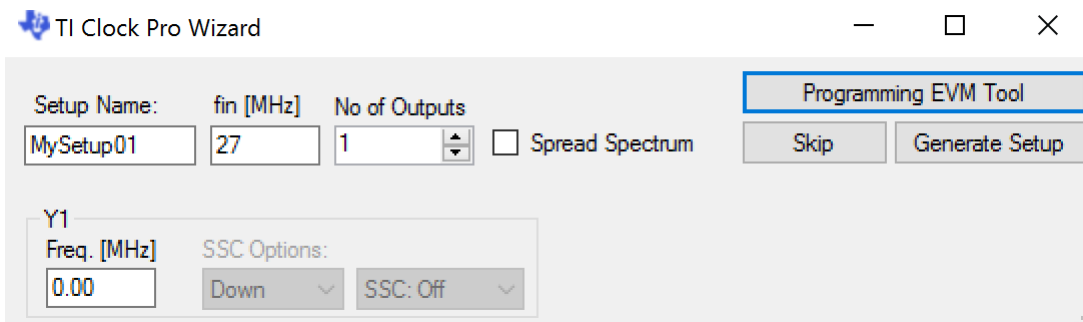 TI Clock Pro Wizard
Setup Name: fin [MHz] No of Outputs Programming EVM Tool
MySetup01 27 1 Spread Spectrum Skip Generate Setup
Y1
Freq. [MHz] SSC Options:
0.00 Down SSC: Off